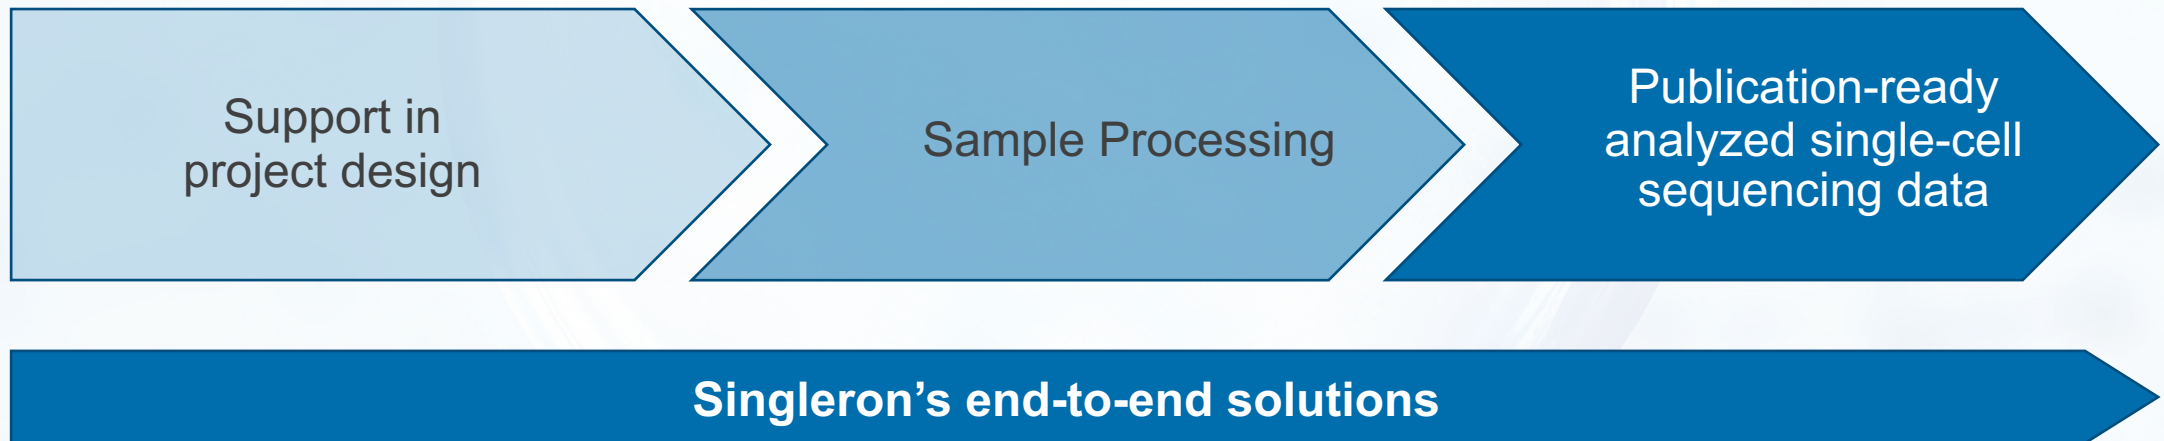 Support in
project design
Sample Processing
Publication-ready
analyzed single-cell
sequencing data
Singleron’s end-to-end solutions